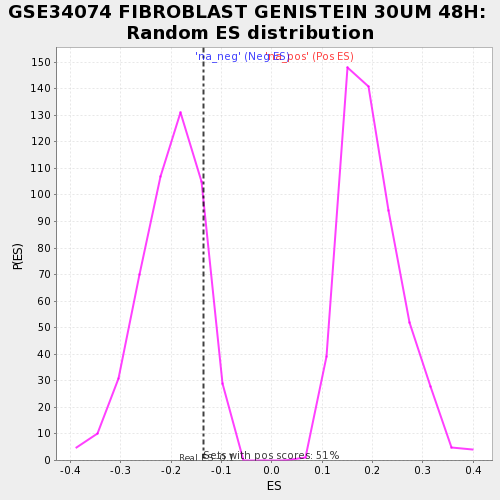 GSE34074 FIBROBLAST GENISTEIN 30UM 48H:
Random ES distribution
'na_neg' (Neg ES) 'na_pos' (Pos ES)
150
140
130
120
110
100
90
80
70
60
50
40
30
20
10
0
P(ES)
Sets with pos scores: 51%
Real ES
-0.4 -0.3 -0.2 -0.1 0.0 0.1 0.2 0.3 0.4
ES